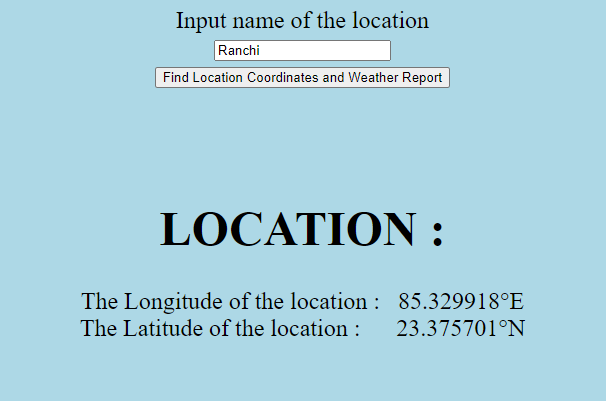 Input name of the location
Ranchi
Find Location Coordinates and Weather Report
LOCATION :
The Longitude of the location : 85.329918°E
The Latitude of the location : 23.375701°N